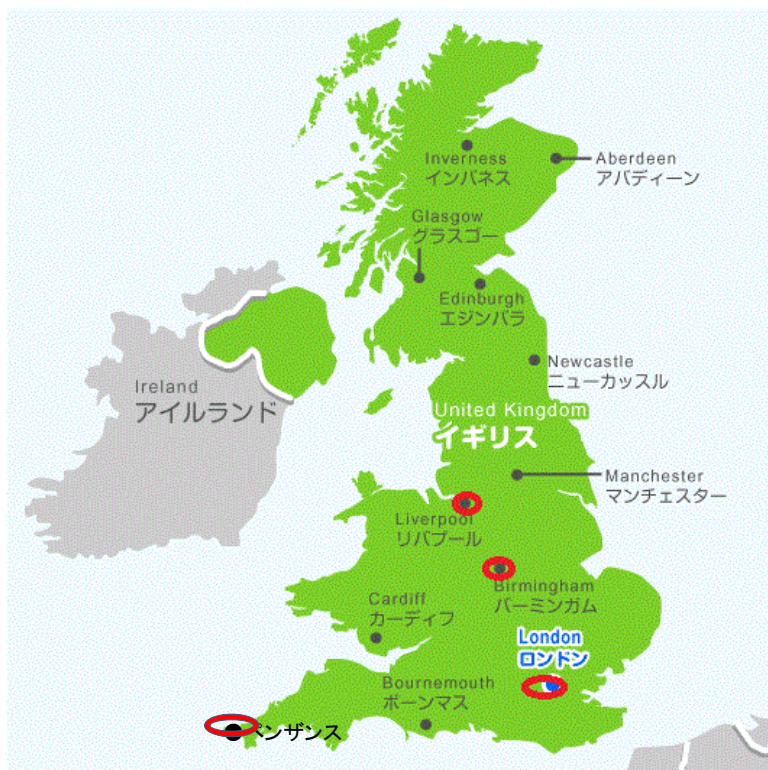 Inverness
インバネス
Aberdeen
アバディーン
Glasgow
グラスゴー
Edinburgh
エジンバラ
Newcastle
ニューカッスル
Ireland
アイルランド
United Kingdom
イギリス
Manchester
マンチェスター
Liverpool
リバプール
Birmingham
バーミンガム
Cardiff
カーディフ
London
ロンドン
Bournemouth
ボーンマス
ペンザンス